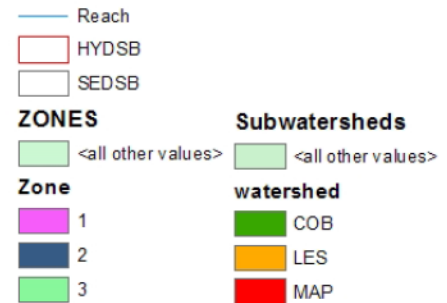 Reach
HYDSB
SEDSB
ZONES
<all other values>
Zone
1
2
3
Subwatersheds
<all other values>
watershed
COB
LES
MAP